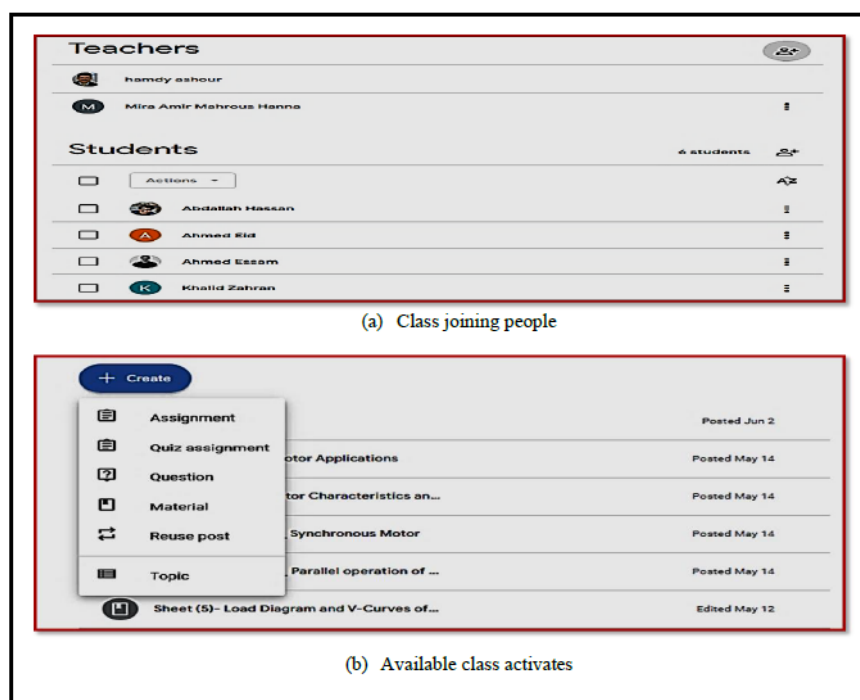 Teachers
hamdy ashour
M Mira Amir Mahrous Hanna
Students 6 students
Actions AZ
Abdallah Hassan
A Ahmed Eid
Ahmed Essam
K Khalid Zahran
(a) Class joining people
+ Create
Assignment Posted Jun 2
Quiz assignment otor Applications Posted May 14
Question
Material tor Characteristics an... Posted May 14
Reuse post Synchronous Motor Posted May 14
Topic Parallel operation of ... Posted May 14
Sheet (5)- Load Diagram and V-Curves of... Edited May 12
(b) Available class activates